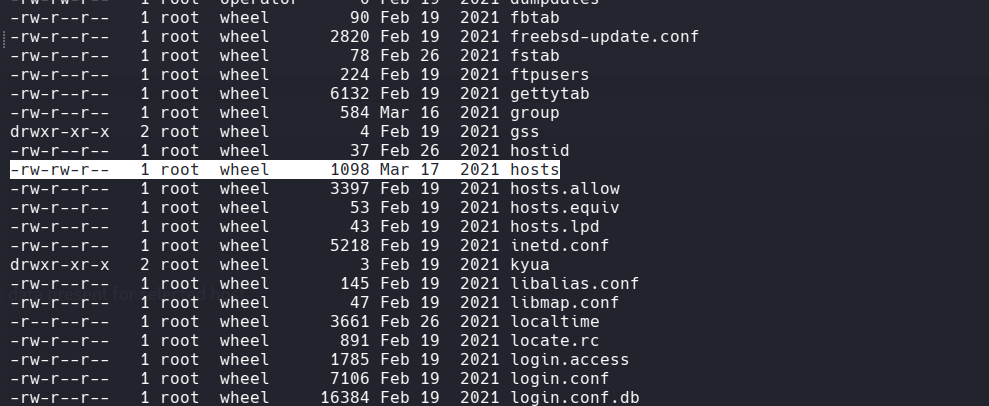 -rw-rw-r--   1 root  operator      0 Feb 19  2021 dumpdates
-rw-r--r--   1 root  wheel        90 Feb 19  2021 fbtab
-rw-r--r--   1 root  wheel      2820 Feb 19  2021 freebsd-update.conf
-rw-r--r--   1 root  wheel        78 Feb 26  2021 fstab
-rw-r--r--   1 root  wheel       224 Feb 19  2021 ftpusers
-rw-r--r--   1 root  wheel      6132 Feb 19  2021 gettytab
-rw-r--r--   1 root  wheel       584 Mar 16  2021 group
drwxr-xr-x   2 root  wheel         4 Feb 19  2021 gss
-rw-r--r--   1 root  wheel        37 Feb 26  2021 hostid
-rw-rw-r--   1 root  wheel      1098 Mar 17  2021 hosts
-rw-r--r--   1 root  wheel      3397 Feb 19  2021 hosts.allow
-rw-r--r--   1 root  wheel        53 Feb 19  2021 hosts.equiv
-rw-r--r--   1 root  wheel        43 Feb 19  2021 hosts.lpd
-rw-r--r--   1 root  wheel      5218 Feb 19  2021 inetd.conf
drwxr-xr-x   2 root  wheel         3 Feb 19  2021 kyua
-rw-r--r--   1 root  wheel       145 Feb 19  2021 libalias.conf
-rw-r--r--   1 root  wheel        47 Feb 19  2021 libmap.conf
-r--r--r--   1 root  wheel      3661 Feb 26  2021 localtime
-rw-r--r--   1 root  wheel       891 Feb 19  2021 locate.rc
-rw-r--r--   1 root  wheel      1785 Feb 19  2021 login.access
-rw-r--r--   1 root  wheel      7106 Feb 19  2021 login.conf
-rw-r--r--   1 root  wheel     16384 Feb 19  2021 login.conf.db